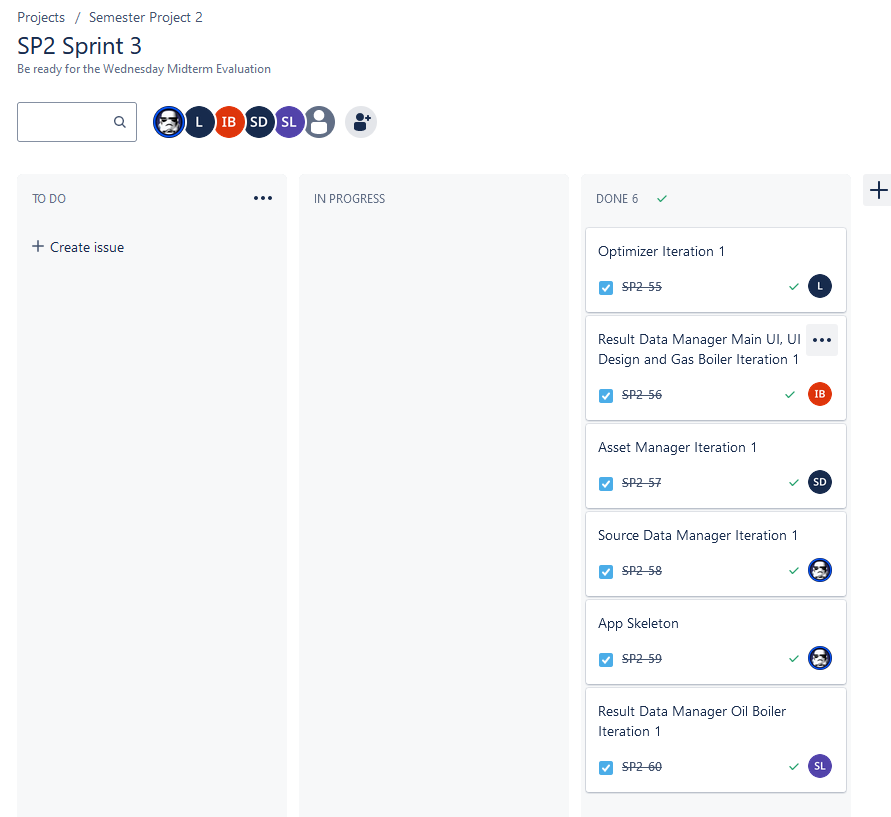 Projects / Semester Project 2
SP2 Sprint 3
Be ready for the Wednesday Midterm Evaluation
L IB SD SL
TO DO
Create issue
IN PROGRESS
DONE 6
Optimizer Iteration 1
SP2-55 L
Result Data Manager Main UI, UI
Design and Gas Boiler Iteration 1
SP2-56 IB
Asset Manager Iteration 1
SP2-57 SD
Source Data Manager Iteration 1
SP2-58
App Skeleton
SP2-59
Result Data Manager Oil Boiler
Iteration 1
SP2-60 SL